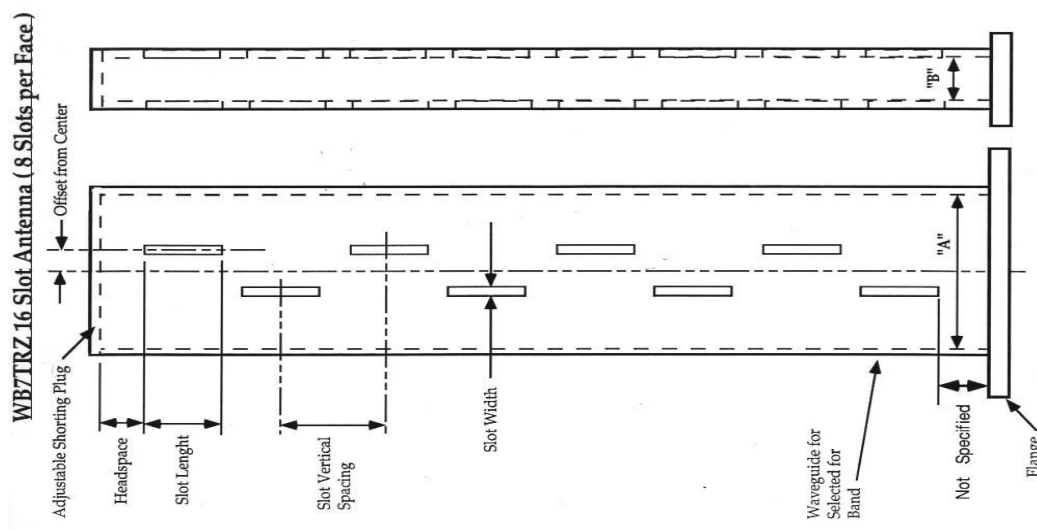 WB7TRZ 16 Slot Antenna ( 8 Slots per Face )
Adjustable Shorting Plug
Offset from Center
Headspace
Slot Lenght
Slot Vertical
Spacing
Slot Width
Waveguide for
Selected for
Band
Not Specified
Flange
"A"
"B"